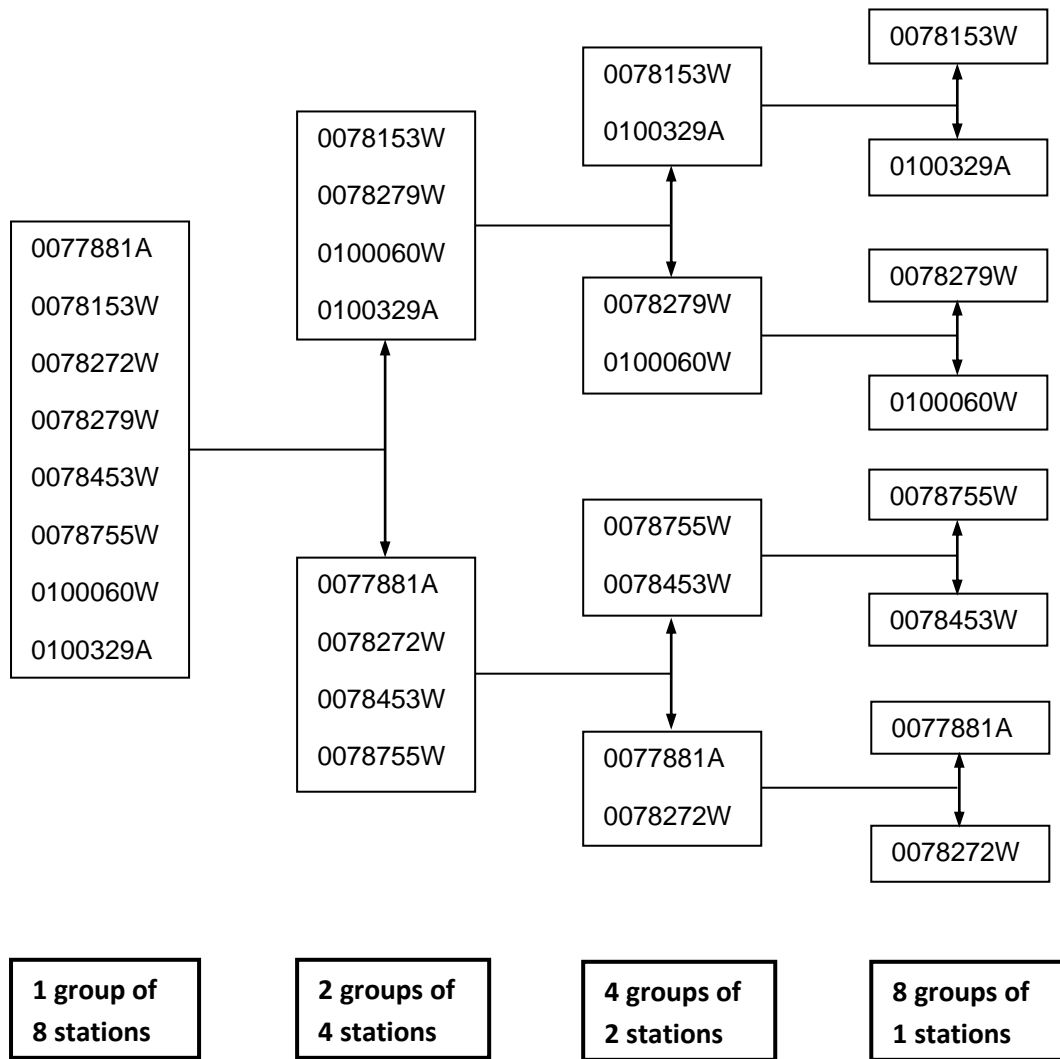 0077881A
0078153W
0078272W
0078279W
0078453W
0078755W
0100060W
0100329A
0078153W
0078279W
0100060W
0100329A
0077881A
0078272W
0078453W
0078755W
0078153W
0100329A
0078279W
0100060W
0078755W
0078453W
0077881A
0078272W
0078153W
0100329A
0078279W
0100060W
0078755W
0078453W
0077881A
0078272W
1 group of
8 stations
2 groups of
4 stations
4 groups of
2 stations
8 groups of
1 stations